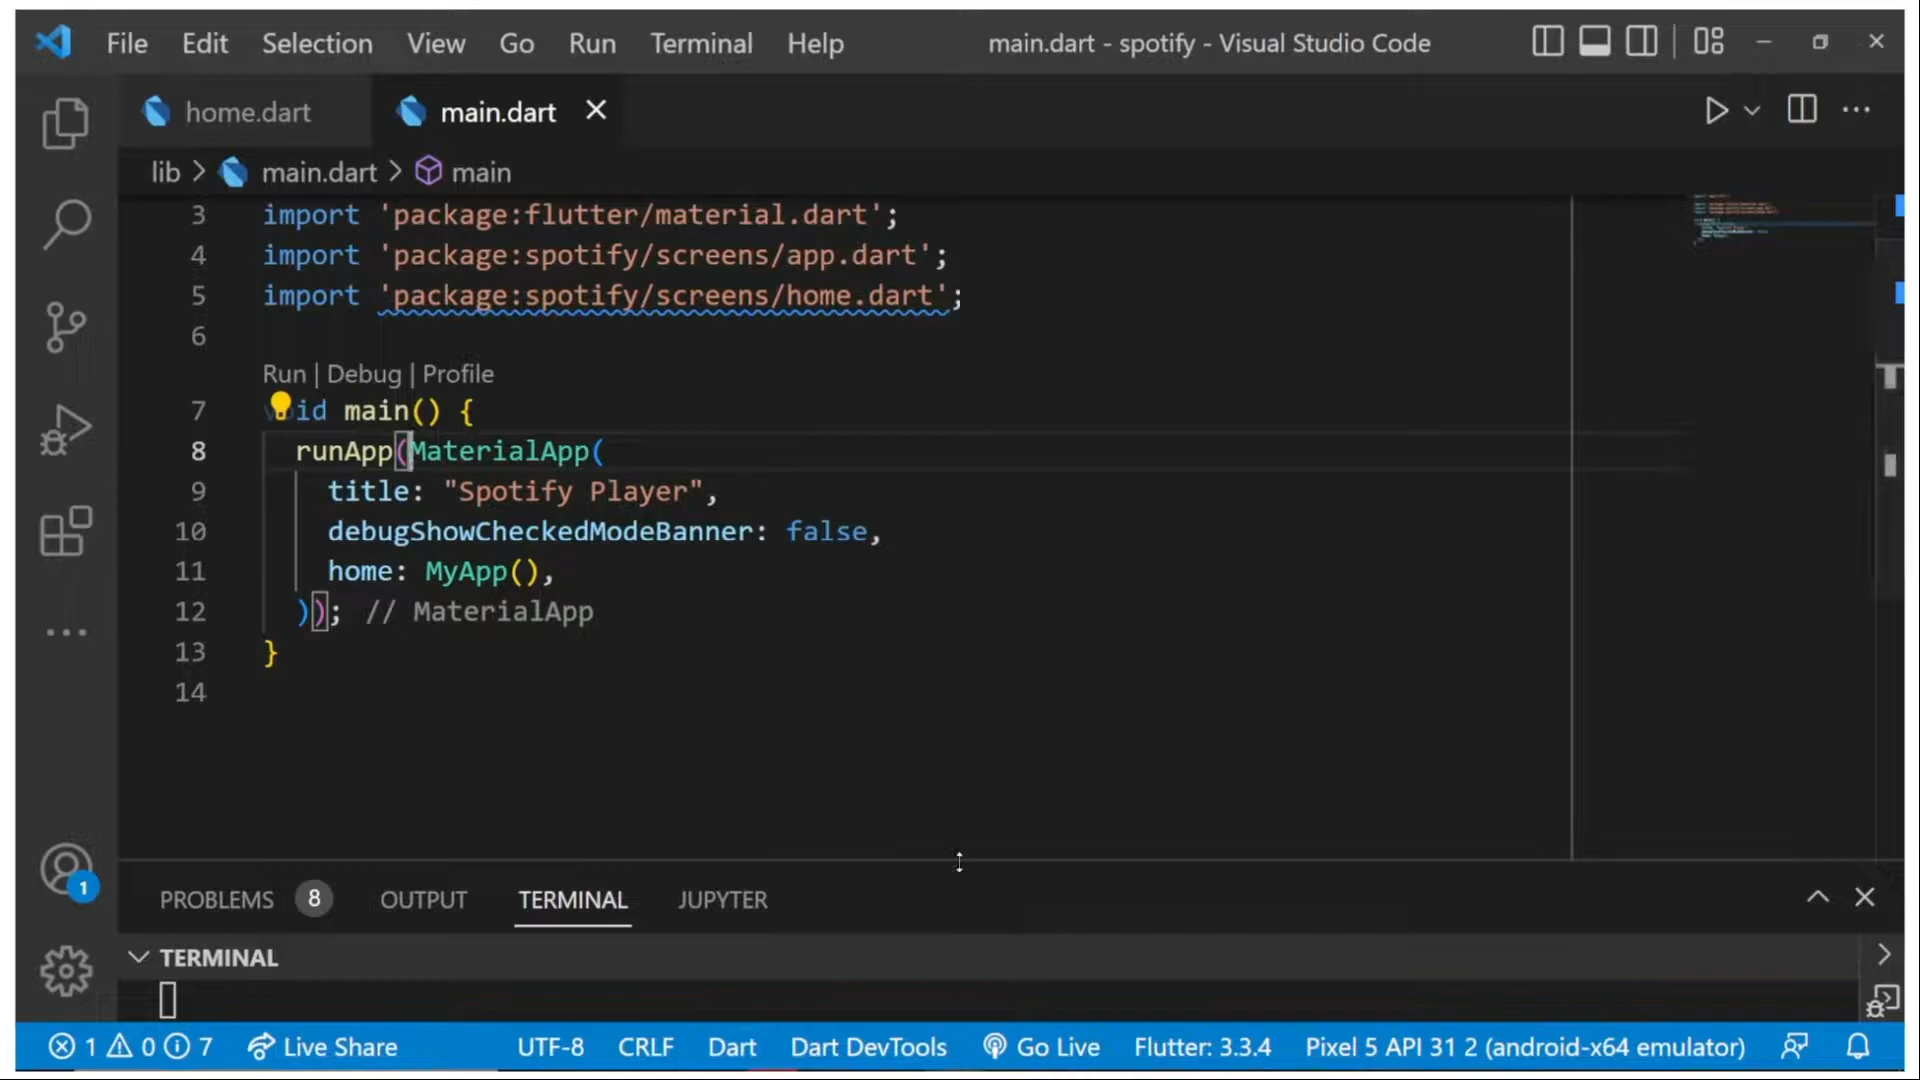 File Edit Selection View Go Run Terminal Help main.dart - spotify - Visual Studio Code
home.dart main.dart
lib > main.dart > main
3 import 'package:flutter/material.dart';
4 import 'package:spotify/screens/app.dart';
5 import 'package:spotify/screens/home.dart';
6
Run | Debug | Profile
7 id main() {
8 runApp(MaterialApp(
9 title: "Spotify Player",
10 debugShowCheckedModeBanner: false,
11 home: MyApp(),
12 )); // MaterialApp
13 }
14
PROBLEMS 8 OUTPUT TERMINAL JUPYTER
1
TERMINAL
1 0 7 Live Share UTF-8 CRLF Dart Dart DevTools Go Live Flutter: 3.3.4 Pixel 5 API 31 2 (android-x64 emulator)